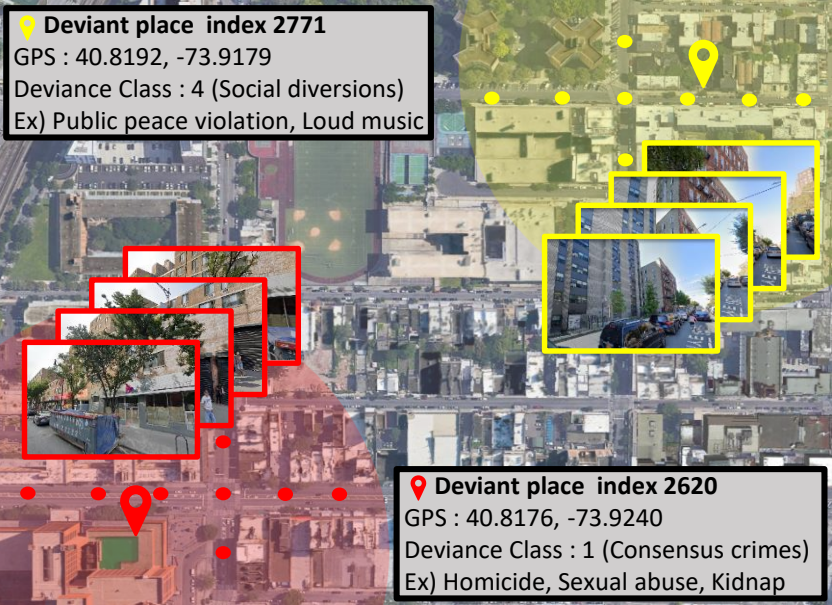 Deviant place index 2771
GPS : 40.8192, -73.9179
Deviance Class : 4 (Social diversions)
Ex) Public peace violation, Loud music
Deviant place index 2620
GPS : 40.8176, -73.9240
Deviance Class : 1 (Consensus crimes)
Ex) Homicide, Sexual abuse, Kidnap